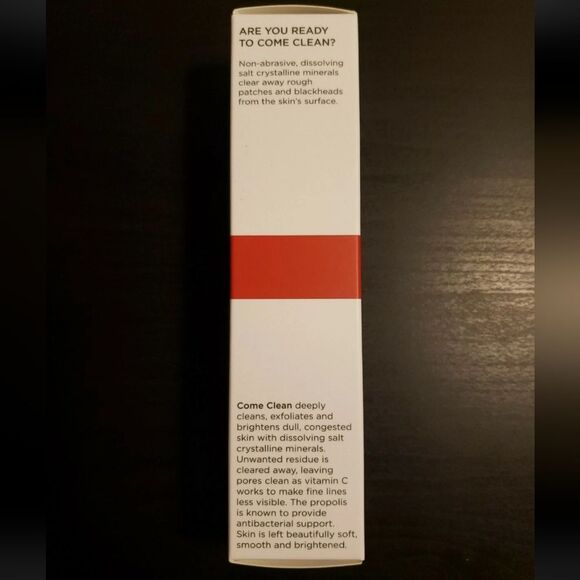 ARE YOU READY
TO COME CLEAN?
Non-abrasive, dissolving
salt crystalline minerals
clear away rough
patches and blackheads
from the skin's surface.
Come Clean deeply
cleans, exfoliates and
brightens dull, congested
skin with dissolving salt
crystalline minerals.
Unwanted residue is
cleared away, leaving
pores clean as vitamin C
works to make fine lines
less visible. The propolis
is known to provide
antibacterial support.
Skin is left beautifully soft,
smooth and brightened.